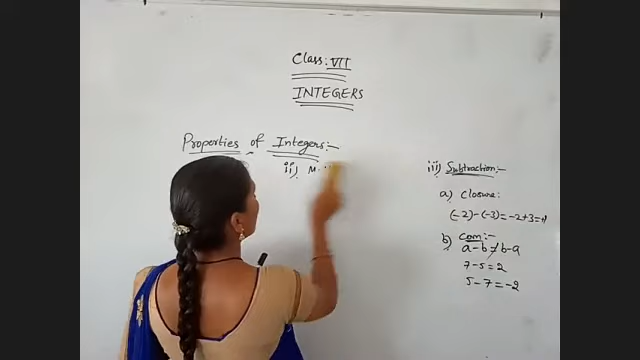 Class: VII
INTEGERS
Properties of Integers:-
ii) M
iii) Subtraction:-
a) Closure:
(-2)-(-3)=-2+3=+1
b) Com:-
a-b≠b-a
7-5=2
5-7=-2